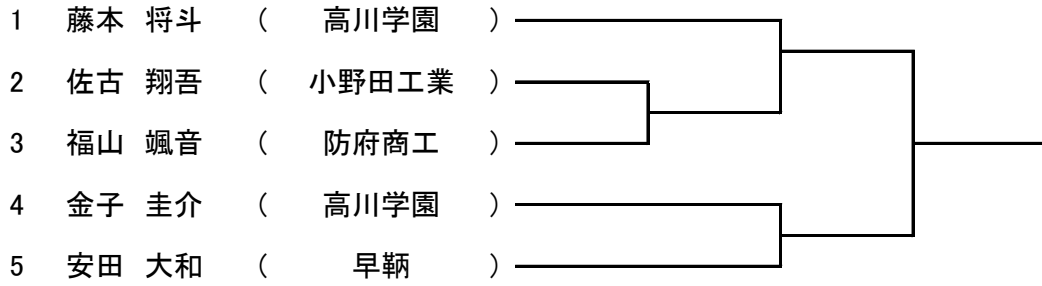 1 藤本 将斗 ( 高川学園 )
2 佐古 翔吾 ( 小野田工業 )
3 福山 颯音 ( 防府商工 )
4 金子 圭介 ( 高川学園 )
5 安田 大和 ( 早鞆 )